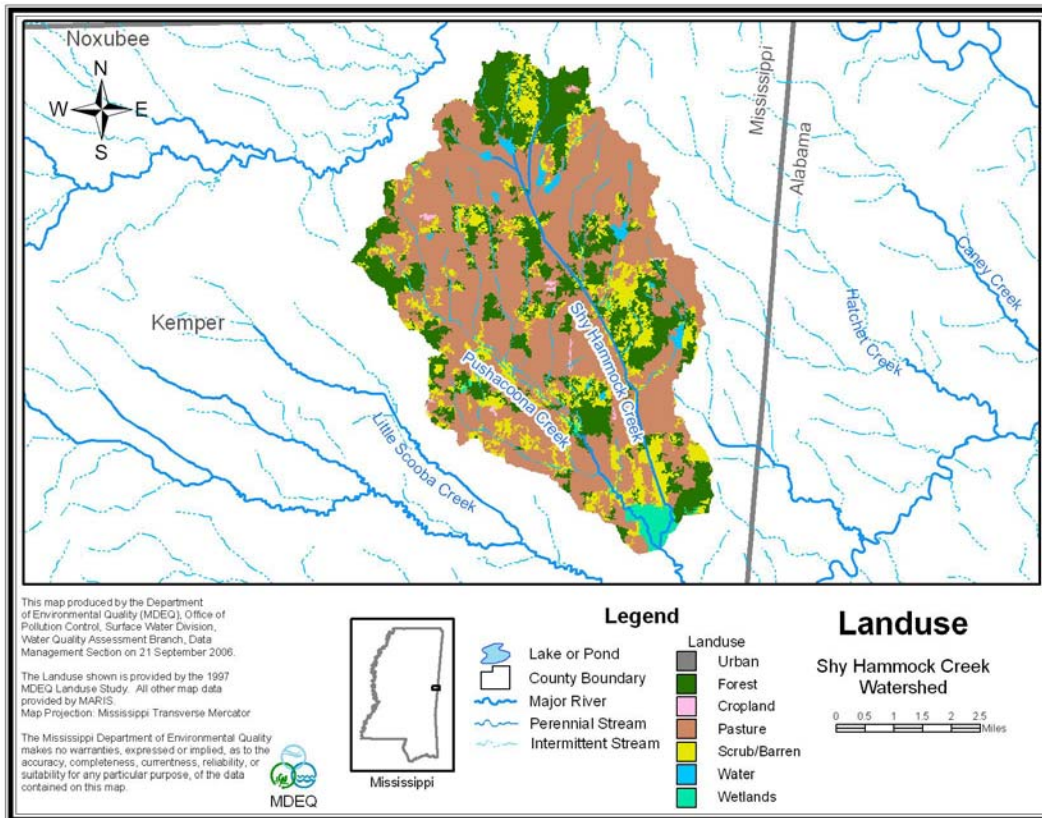 Noxubee
N
W
E
S
Mississippi
Alabama
Caney Creek
Hatchet Creek
Kemper
Shy Hammock Creek
Pushacoona Creek
Little Scooba Creek
This map produced by the Department
of Environmental Quality (MDEQ), Office of
Pollution Control, Surface Water Division,
Water Quality Assessment Branch, Data
Management Section on 21 September 2006.
The Landuse shown is provided by the 1997
MDEQ Landuse Study. All other map data
provided by MARIS.
Map Projection: Mississippi Transverse Mercator
The Mississippi Department of Environmental Quality
makes no warranties, expressed or implied, as to the
accuracy, completeness, currentness, reliability, or
suitability for any particular purpose, of the data
contained on this map.
MDEQ
Mississippi
Legend
Lake or Pond
County Boundary
Major River
Perennial Stream
Intermittent Stream
Landuse
Urban
Forest
Cropland
Pasture
Scrub/Barren
Water
Wetlands
Landuse
Shy Hammock Creek
Watershed
0 0.5 1 1.5 2 2.5
Miles